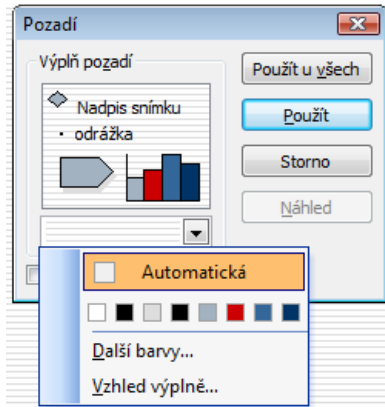 Pozadí
Výplň pozadí
Nadpis snímku
• odrážka
Použít u všech
Použít
Storno
Náhled
Automatická
Další barvy...
Vzhled výplně...